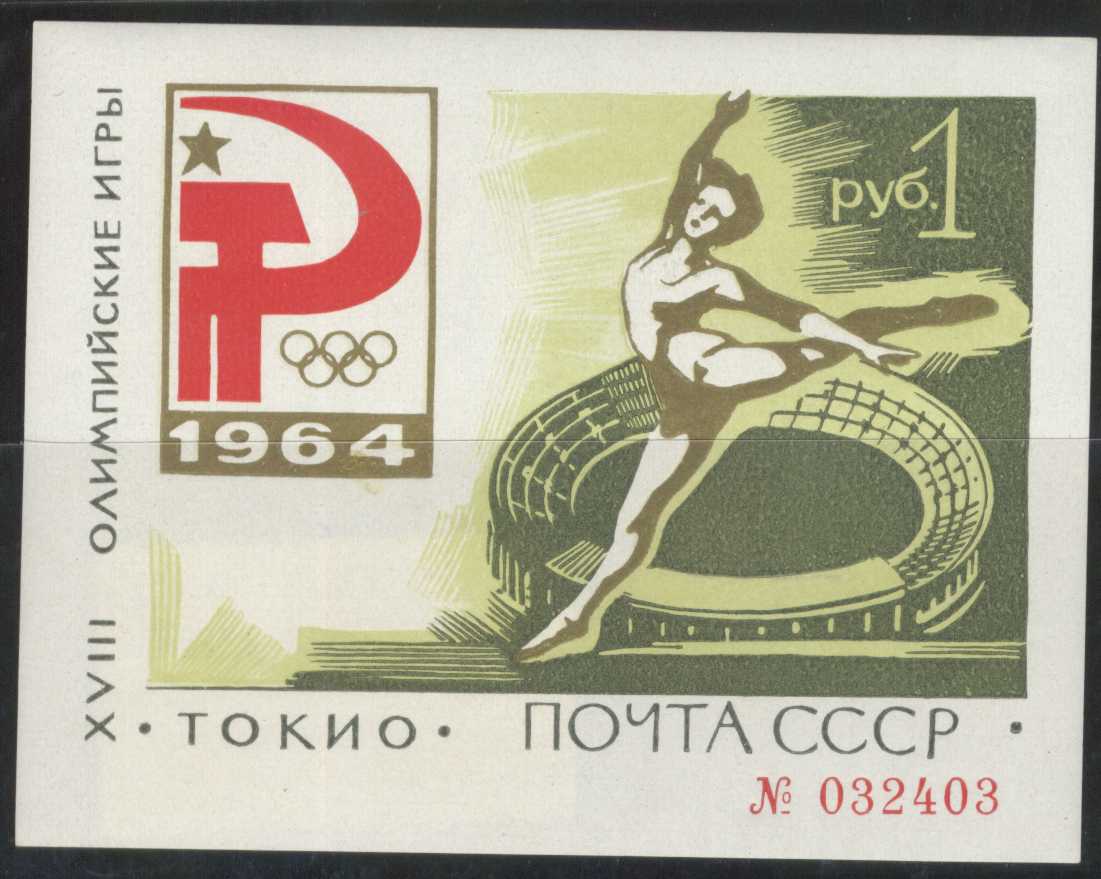 XVIII ОЛИМПИЙСКИЕ ИГРЫ
1964
руб. 1
• ТОКИО •
ПОЧТА СССР •
№ 032403